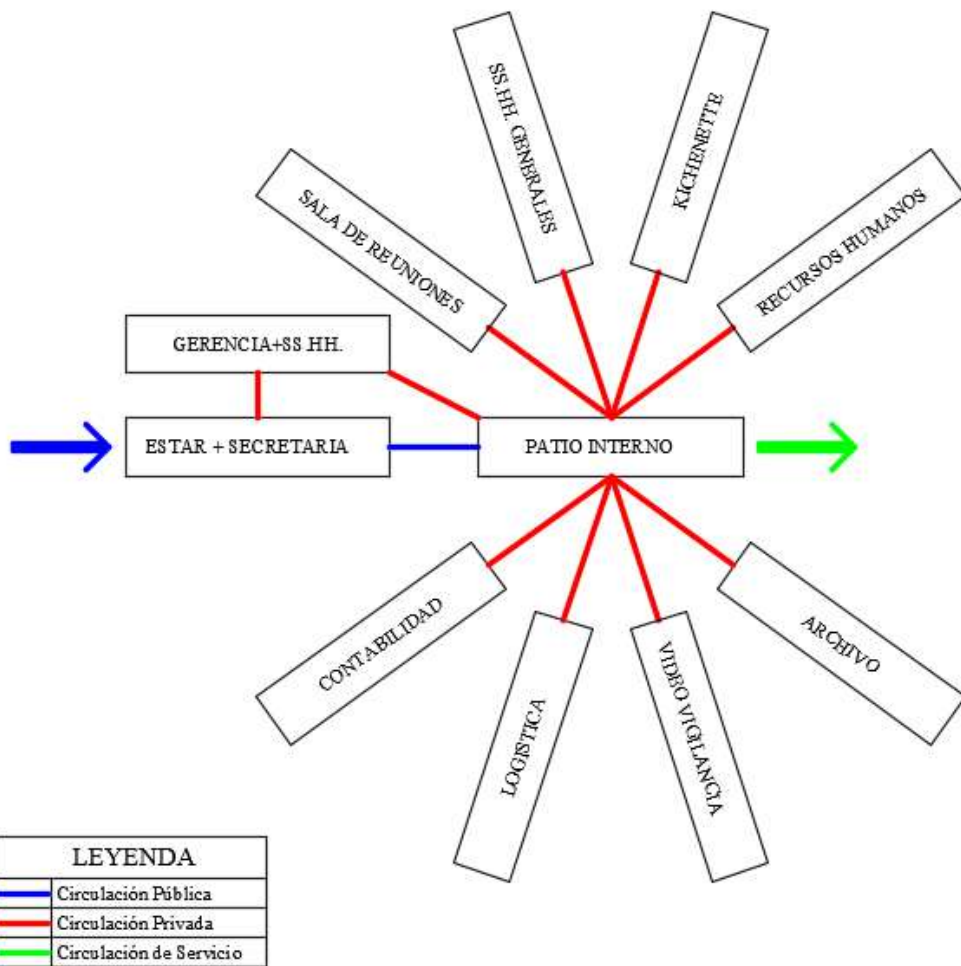 SS.HH. GENERALES
KICHENETTE
SALA DE REUNIONES
RECURSOS HUMANOS
GERENCIA+SS.HH.
ESTAR + SECRETARIA
PATIO INTERNO
CONTABILIDAD
LOGISTICA
VIDEO VIGILANCIA
ARCHIVO
LEYENDA
Circulación Pública
Circulación Privada
Circulación de Servicio